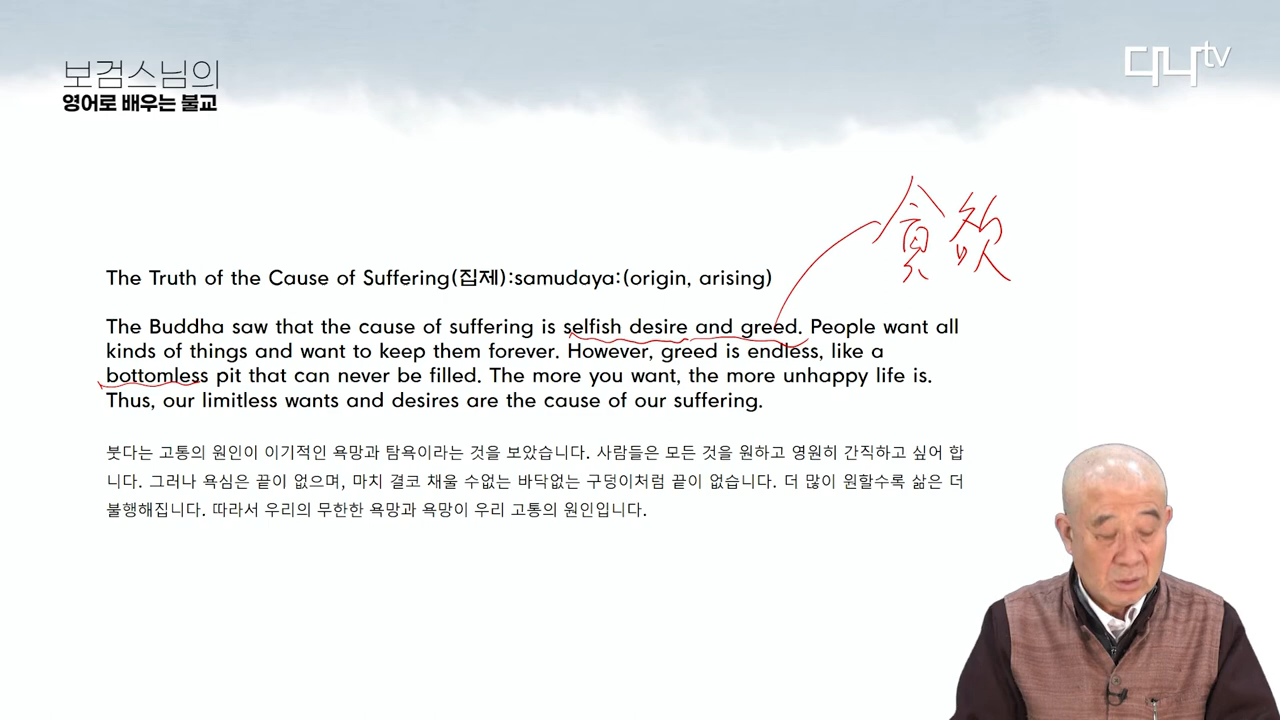 보검스님의
영어로 배우는 불교
디나tv
貪欲
The Truth of the Cause of Suffering(집제):samudaya:(origin, arising)
The Buddha saw that the cause of suffering is selfish desire and greed. People want all
kinds of things and want to keep them forever. However, greed is endless, like a
bottomless pit that can never be filled. The more you want, the more unhappy life is.
Thus, our limitless wants and desires are the cause of our suffering.
붓다는 고통의 원인이 이기적인 욕망과 탐욕이라는 것을 보았습니다. 사람들은 모든 것을 원하고 영원히 간직하고 싶어 합
니다. 그러나 욕심은 끝이 없으며, 마치 결코 채울 수없는 바닥없는 구덩이처럼 끝이 없습니다. 더 많이 원할수록 삶은 더
불행해집니다. 따라서 우리의 무한한 욕망과 욕망이 우리 고통의 원인입니다.